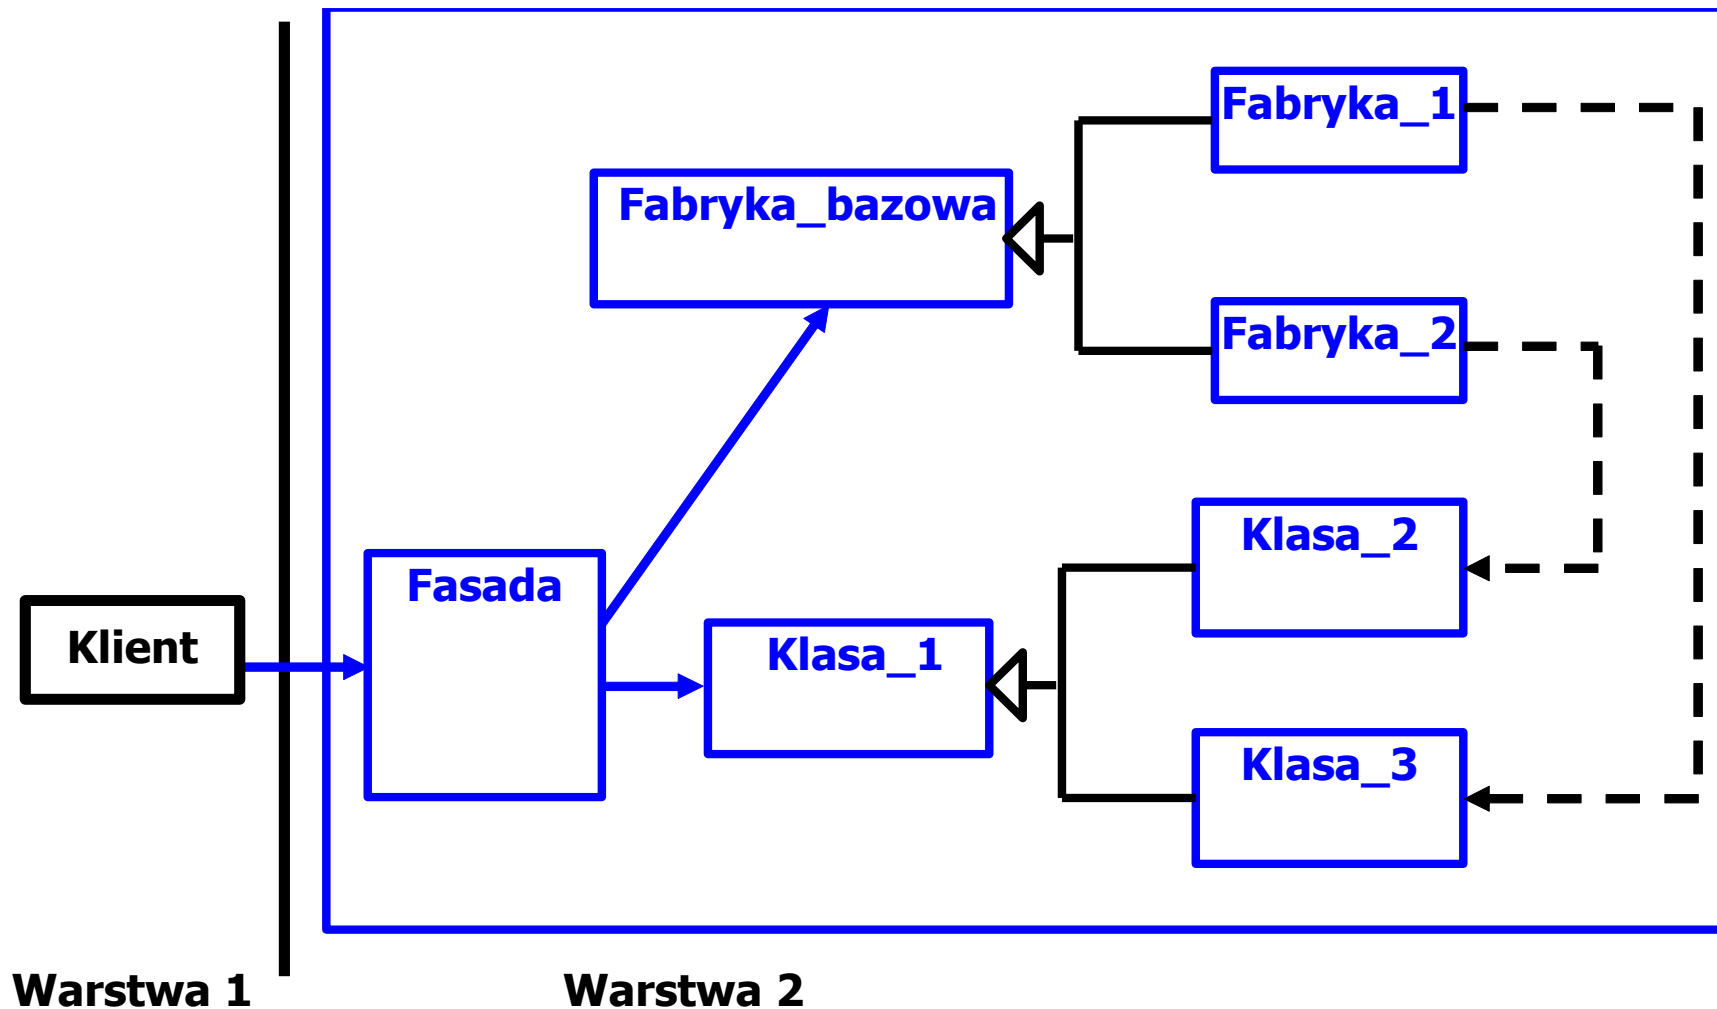 Fabryka_1
Fabryka_bazowa
Fabryka_2
Klasa_2
Fasada
Klient
Klasa_1
Klasa_3
Warstwa 1
Warstwa 2